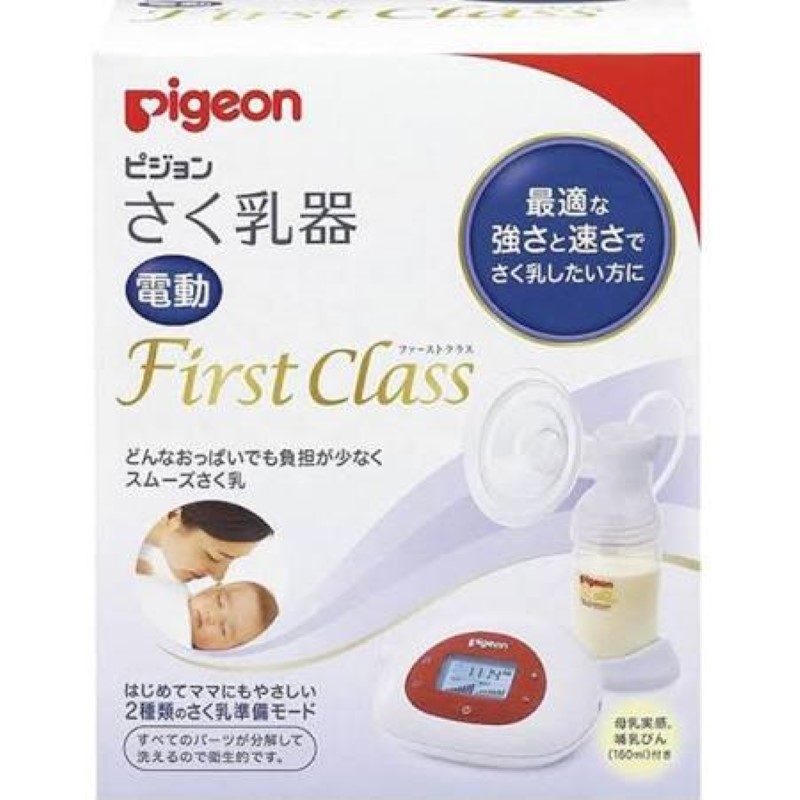 First Class
pigeon
ピジョン
さく乳器
電動
最適な
強さと速さで
さく乳したい方に
ファーストクラス
First Class
どんなおっぱいでも負担が少なく
スムーズさく乳
pigeon
pigeon
11:24
はじめてママにもやさしい
2種類のさく乳準備モード
すべてのパーツが分解して
洗えるので衛生的です。
母乳実感®
哺乳びん
(160ml)付き